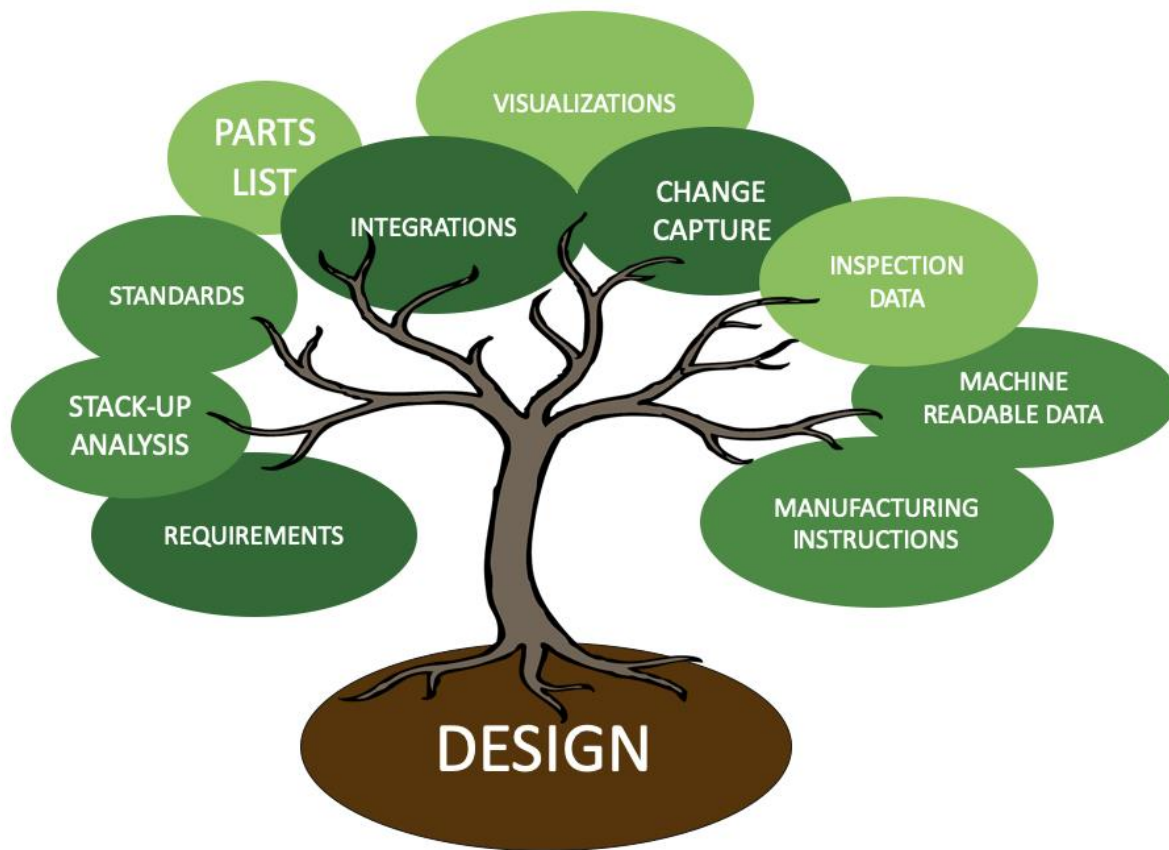 VISUALIZATIONS
PARTS
LIST
INTEGRATIONS
CHANGE
CAPTURE
STANDARDS
INSPECTION
DATA
STACK-UP
ANALYSIS
MACHINE
READABLE DATA
REQUIREMENTS
MANUFACTURING
INSTRUCTIONS
DESIGN